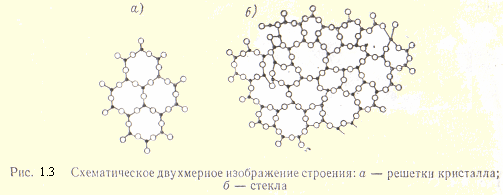 а) б)
Рис. 1.3 Схематическое двухмерное изображение строения: а — решетки кристалла;
б — стекла